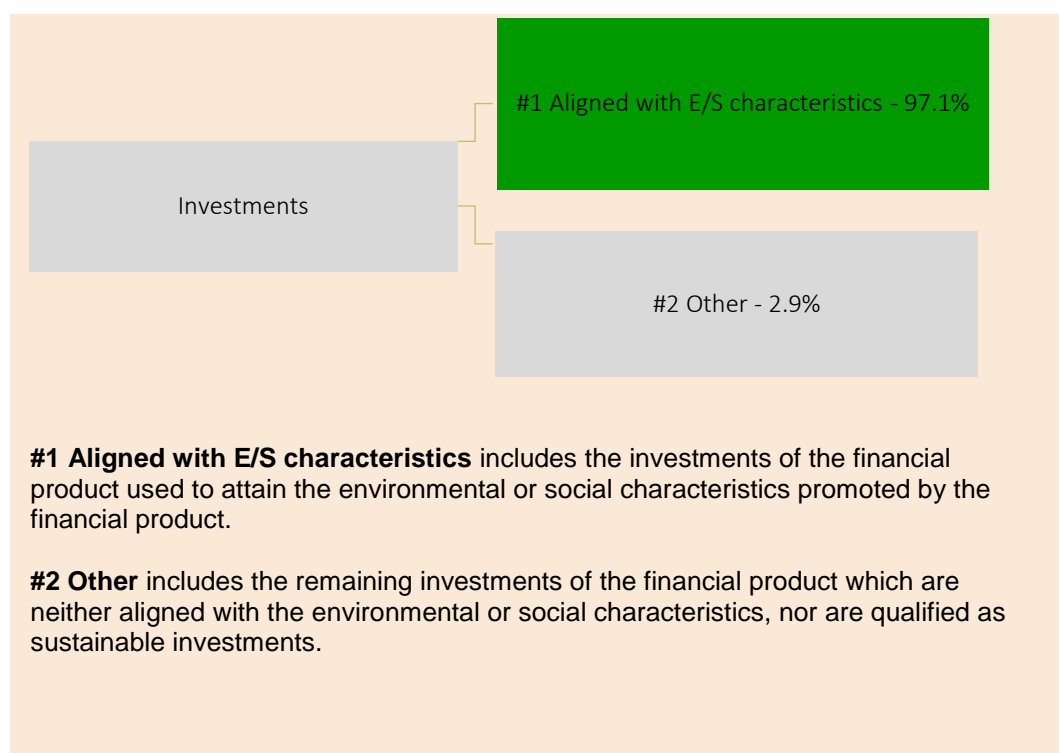 #1 Aligned with E/S characteristics - 97.1%
Investments
#2 Other - 2.9%
#1 Aligned with E/S characteristics includes the investments of the financial
product used to attain the environmental or social characteristics promoted by the
financial product.
#2 Other includes the remaining investments of the financial product which are
neither aligned with the environmental or social characteristics, nor are qualified as
sustainable investments.